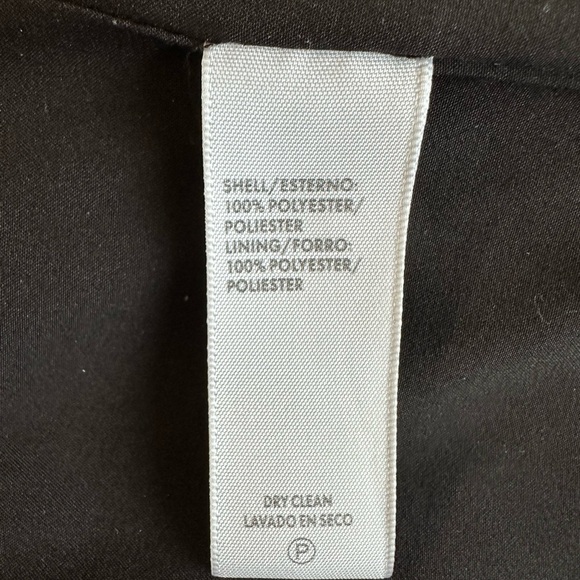 SHELL/ESTERNO:
100% POLYESTER/
POLIESTER
LINING/FORRO:
100% POLYESTER/
POLIESTER
DRY CLEAN
LAVADO EN SECO
P